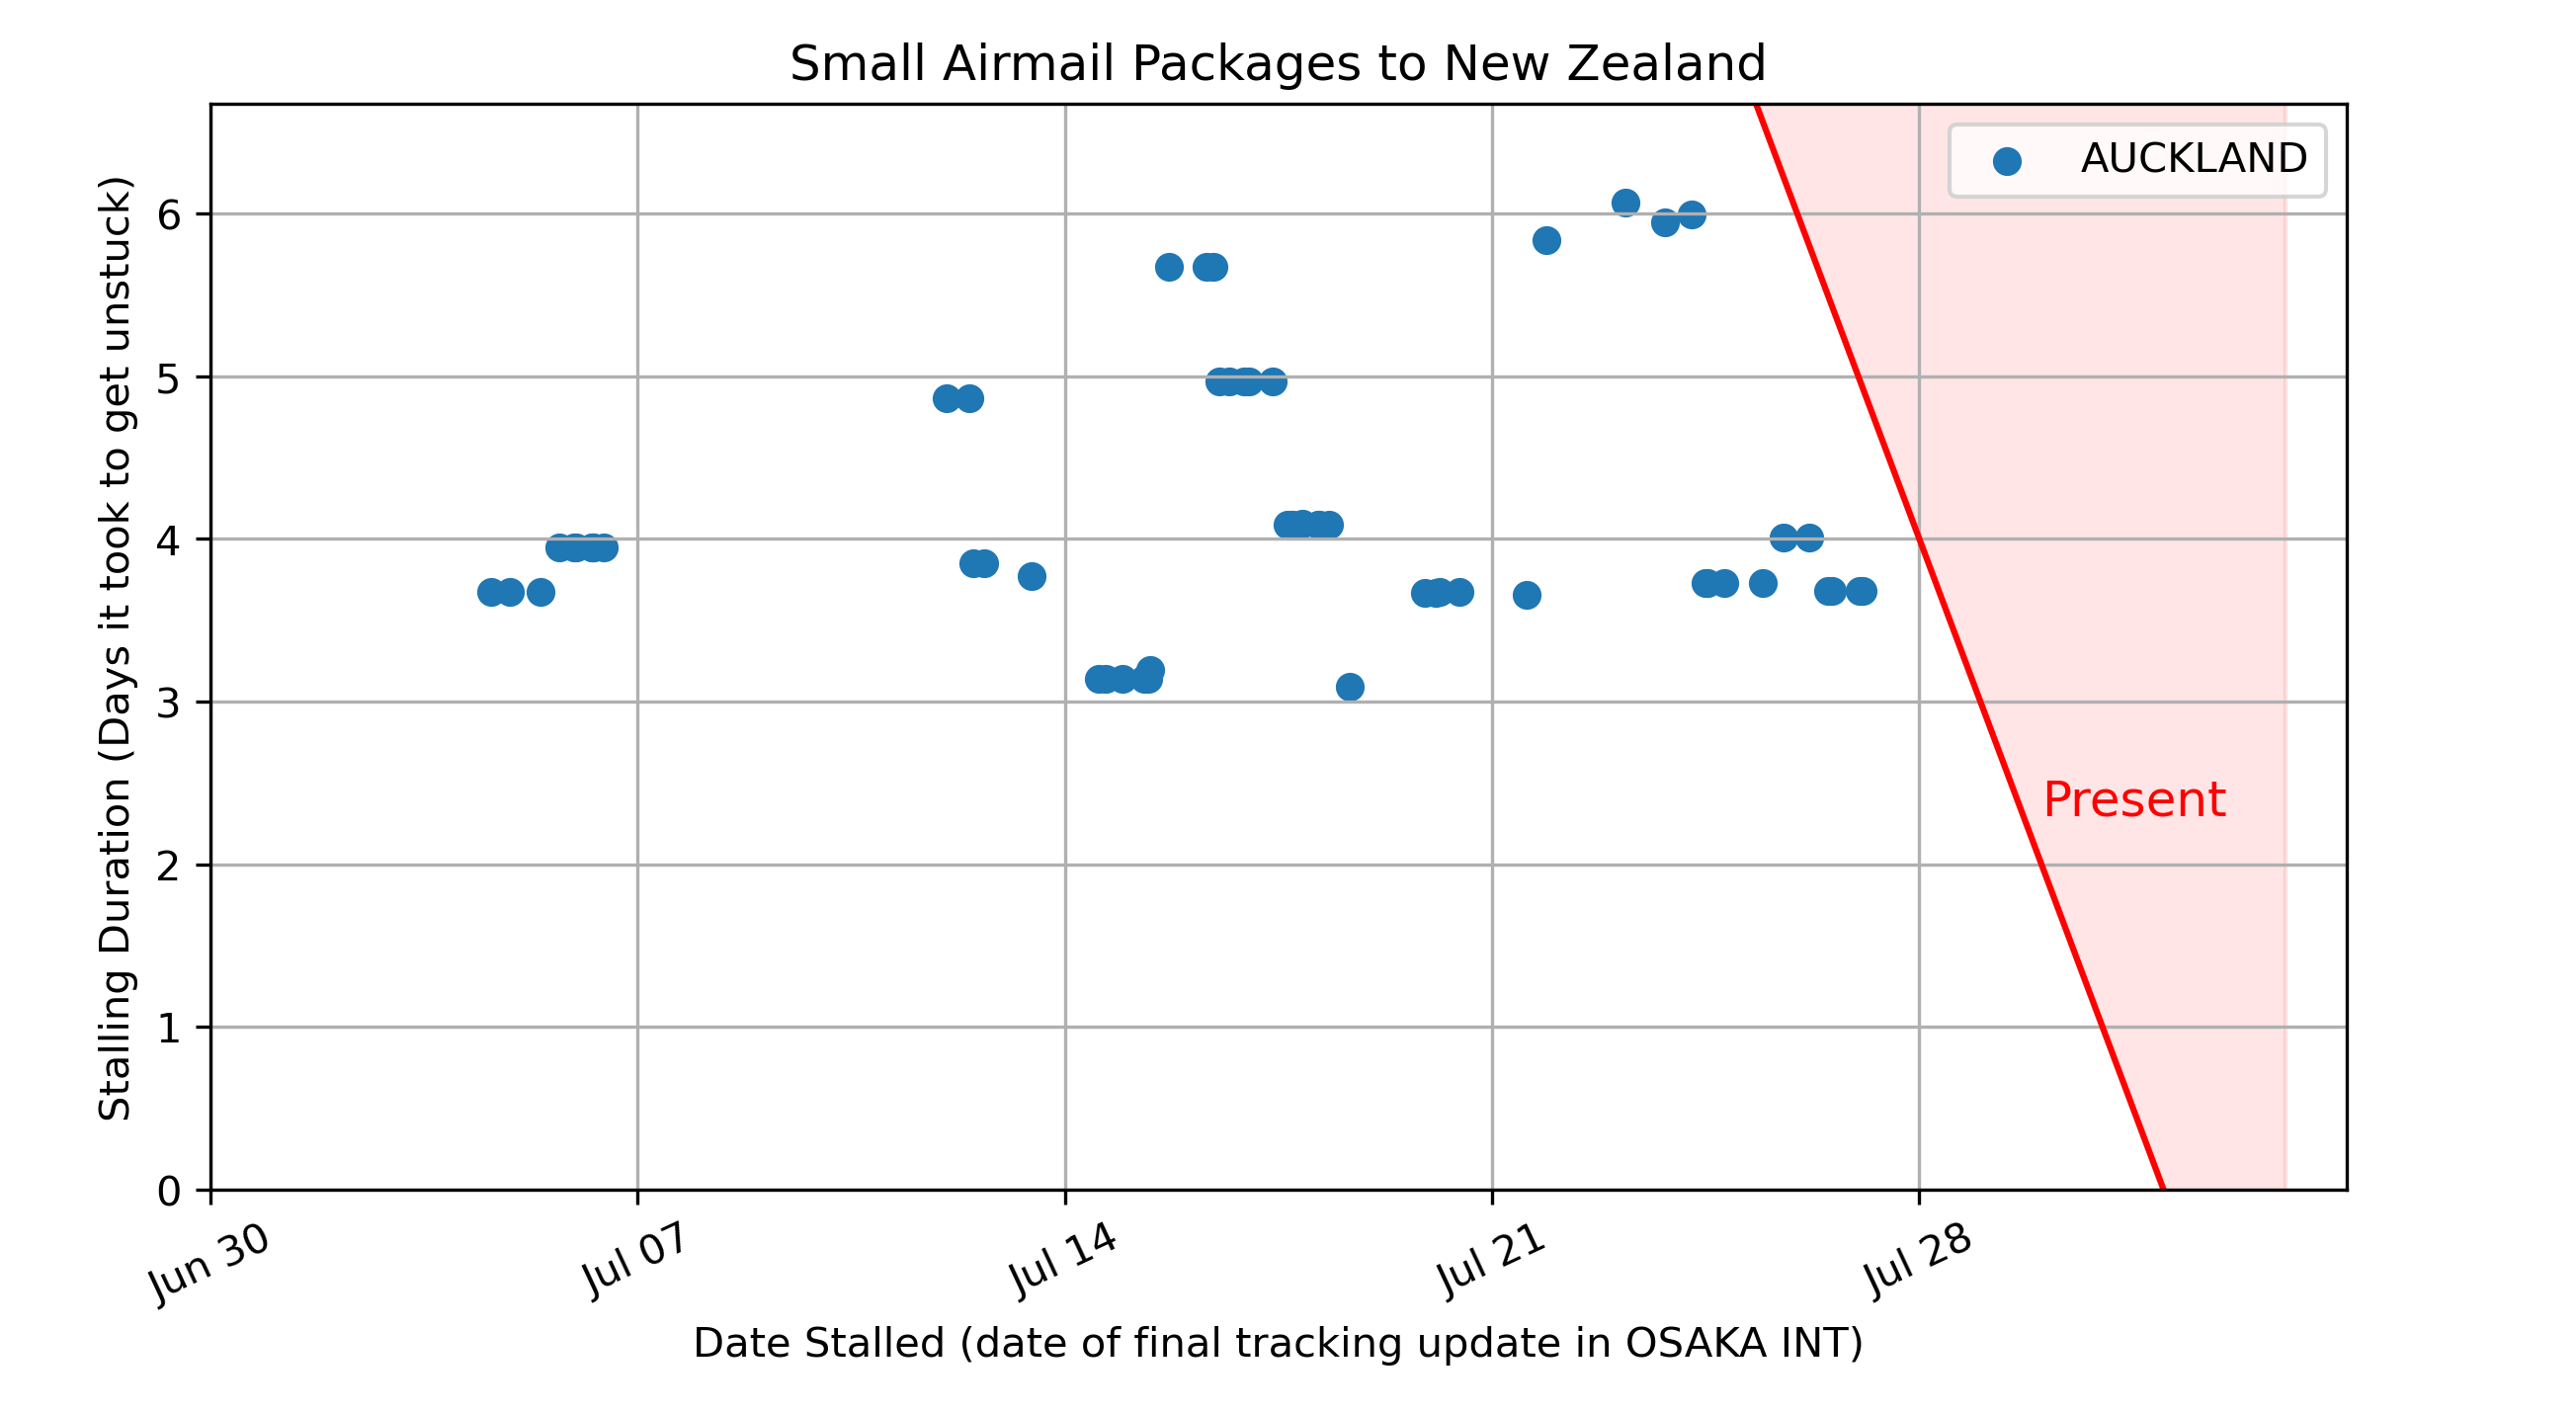 Small Airmail Packages to New Zealand
AUCKLAND
Stalling Duration (Days it took to get unstuck)
6
5
4
3
2
1
0
Present
Jun 30
Jul 07
Jul 14
Jul 21
Jul 28
Date Stalled (date of final tracking update in OSAKA INT)